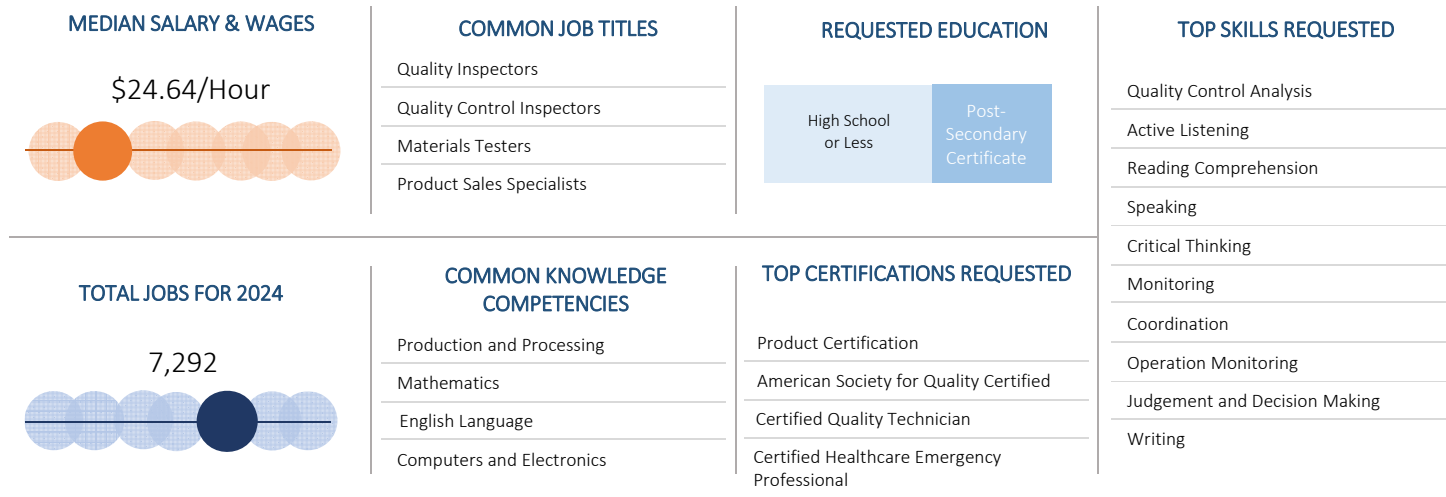 MEDIAN SALARY & WAGES
$24.64/Hour
COMMON JOB TITLES
Quality Inspectors
Quality Control Inspectors
Materials Testers
Product Sales Specialists
REQUESTED EDUCATION
High School
or Less
Post-
Secondary
Certificate
TOP SKILLS REQUESTED
Quality Control Analysis
Active Listening
Reading Comprehension
Speaking
Critical Thinking
Monitoring
Coordination
Operation Monitoring
Judgement and Decision Making
Writing
TOTAL JOBS FOR 2024
7,292
COMMON KNOWLEDGE
COMPETENCIES
Production and Processing
Mathematics
English Language
Computers and Electronics
TOP CERTIFICATIONS REQUESTED
Product Certification
American Society for Quality Certified
Certified Quality Technician
Certified Healthcare Emergency
Professional